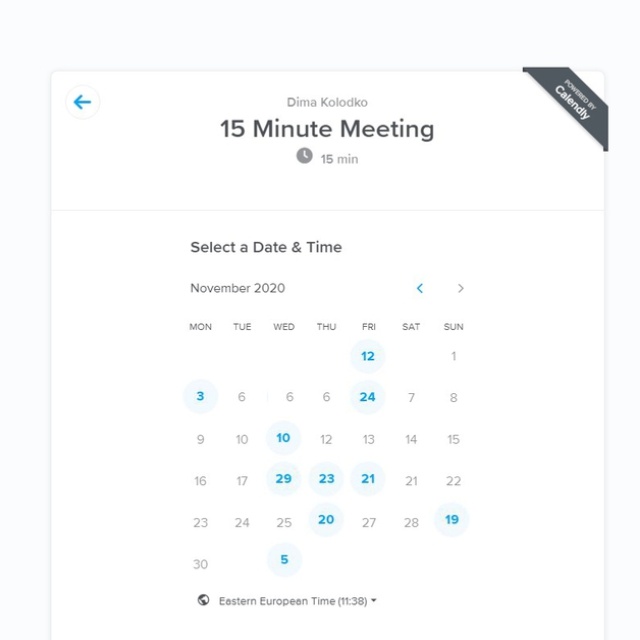 POWERED BY
Calendly
Dima Kolodko
15 Minute Meeting
15 min
Select a Date & Time
November 2020
MON TUE WED THU FRI SAT SUN
12 1
3 6 6 6 24 7 8
9 10 10 12 13 14 15
16 17 29 23 21 21 22
23 24 25 20 27 28 19
30 5
Eastern European Time (11:38)